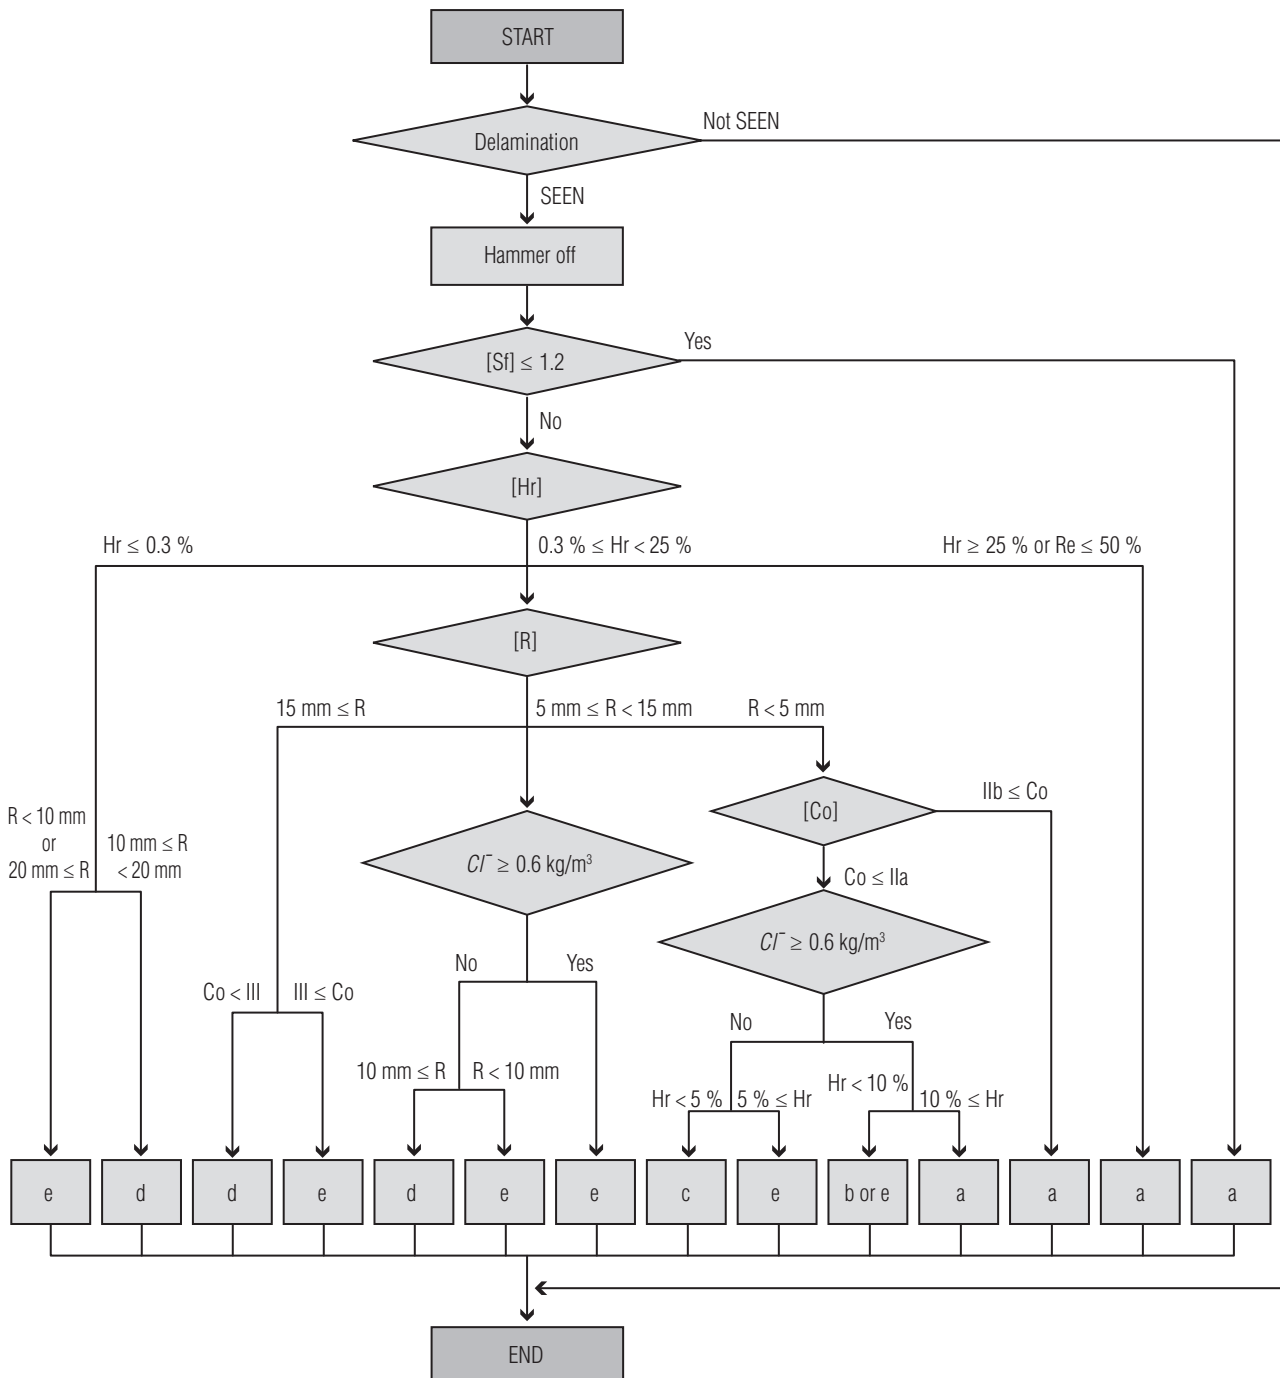 START
Delamination
Not SEEN
SEEN
Hammer off
[Sf] ≤ 1.2
Yes
No
[Hr]
Hr ≤ 0.3 %
0.3 % ≤ Hr < 25 %
Hr ≥ 25 % or Re ≤ 50 %
[R]
15 mm ≤ R
5 mm ≤ R < 15 mm
R < 5 mm
[Co]
IIb ≤ Co
R < 10 mm
or
20 mm ≤ R
10 mm ≤ R
< 20 mm
Cl⁻ ≥ 0.6 kg/m³
Co ≤ IIa
Cl⁻ ≥ 0.6 kg/m³
No
Yes
Co < III
III ≤ Co
No
Yes
10 mm ≤ R
R < 10 mm
Hr < 5 %
5 % ≤ Hr
Hr < 10 %
10 % ≤ Hr
e
d
d
e
d
e
e
c
e
b or e
a
a
a
a
END